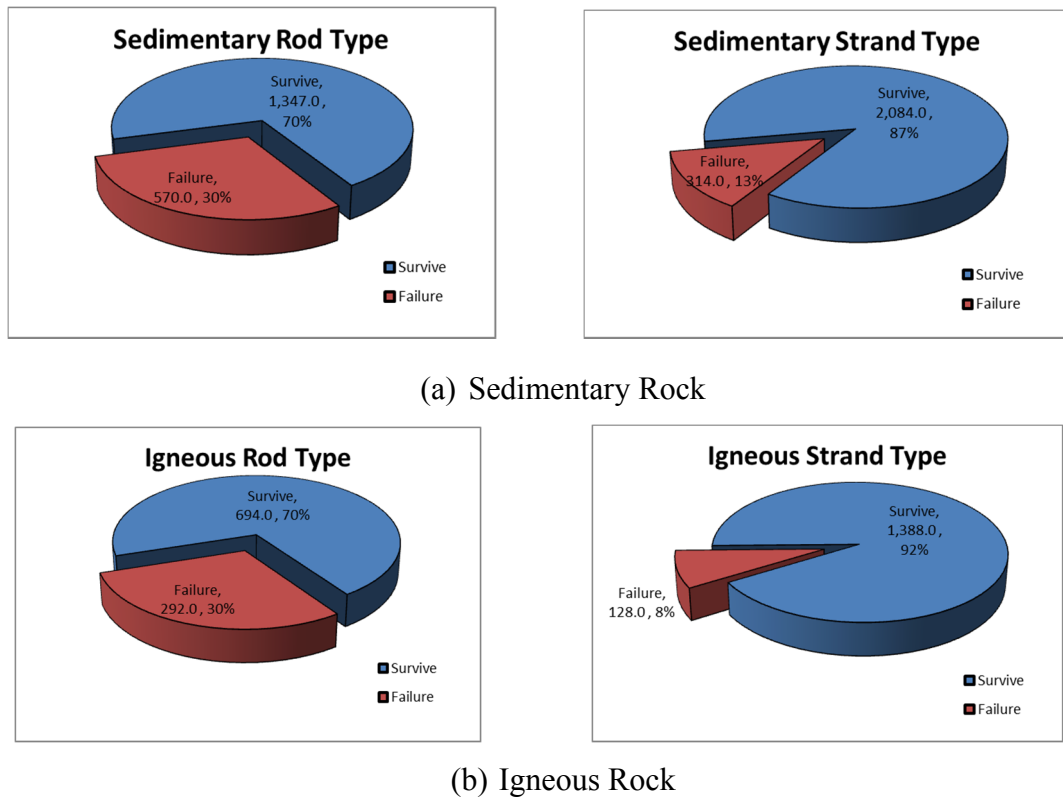 Sedimentary Rod Type
Survive,
1,347.0 ,
70%
Failure,
570.0 , 30%
Survive
Failure
Sedimentary Strand Type
Survive,
2,084.0 ,
87%
Failure,
314.0 , 13%
Survive
Failure
(a) Sedimentary Rock
Igneous Rod Type
Survive,
694.0 , 70%
Failure,
292.0 , 30%
Survive
Failure
Igneous Strand Type
Survive,
1,388.0 ,
92%
Failure,
128.0 , 8%
Survive
Failure
(b) Igneous Rock